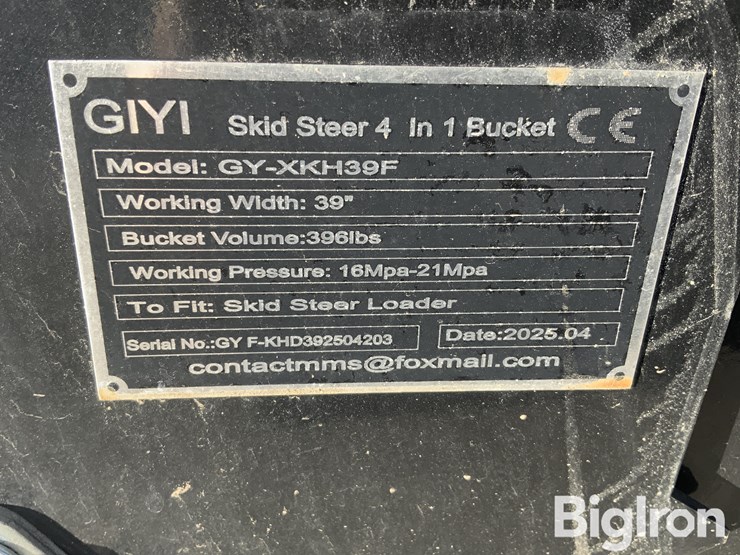 GIYI Skid Steer 4 In 1 Bucket CE
Model: GY-XKH39F
Working Width: 39"
Bucket Volume:396lbs
Working Pressure: 16Mpa-21Mpa
To Fit: Skid Steer Loader
Serial No.:GY F-KHD392504203 Date:2025.04
contactmms@foxmail.com
BigIron